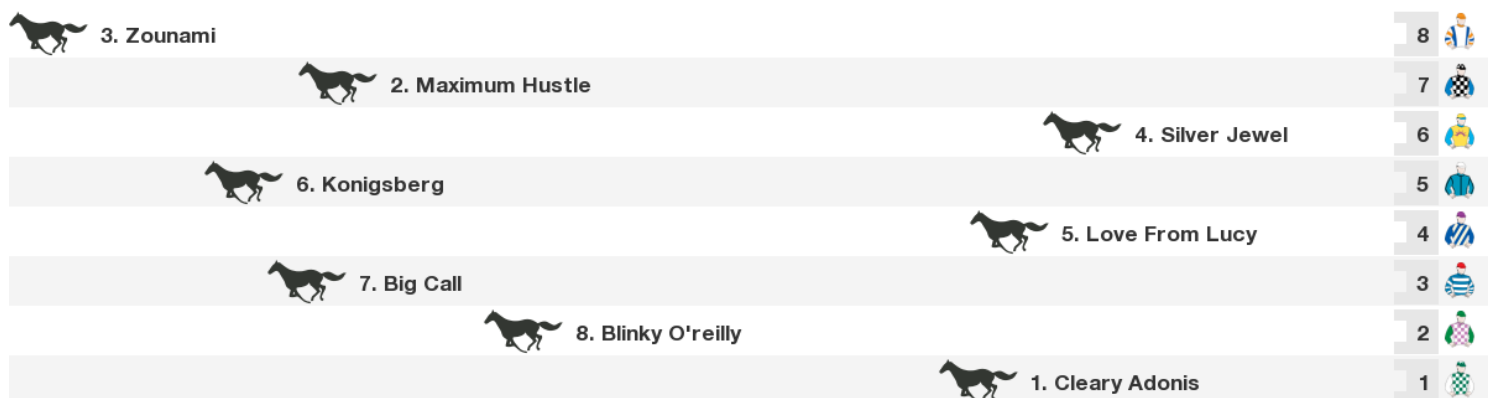 3. Zounami 8
2. Maximum Hustle 7
4. Silver Jewel 6
6. Konigsberg 5
5. Love From Lucy 4
7. Big Call 3
8. Blinky O'reilly 2
1. Cleary Adonis 1